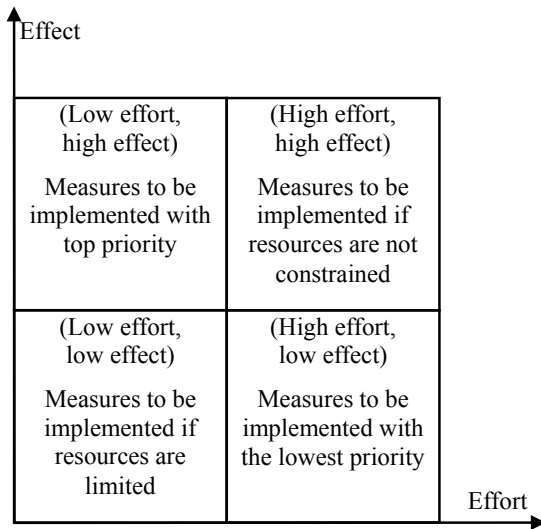 Effect
(Low effort,
high effect)
Measures to be
implemented with
top priority
(High effort,
high effect)
Measures to be
implemented if
resources are not
constrained
(Low effort,
low effect)
Measures to be
implemented if
resources are
limited
(High effort,
low effect)
Measures to be
implemented with
the lowest priority
Effort